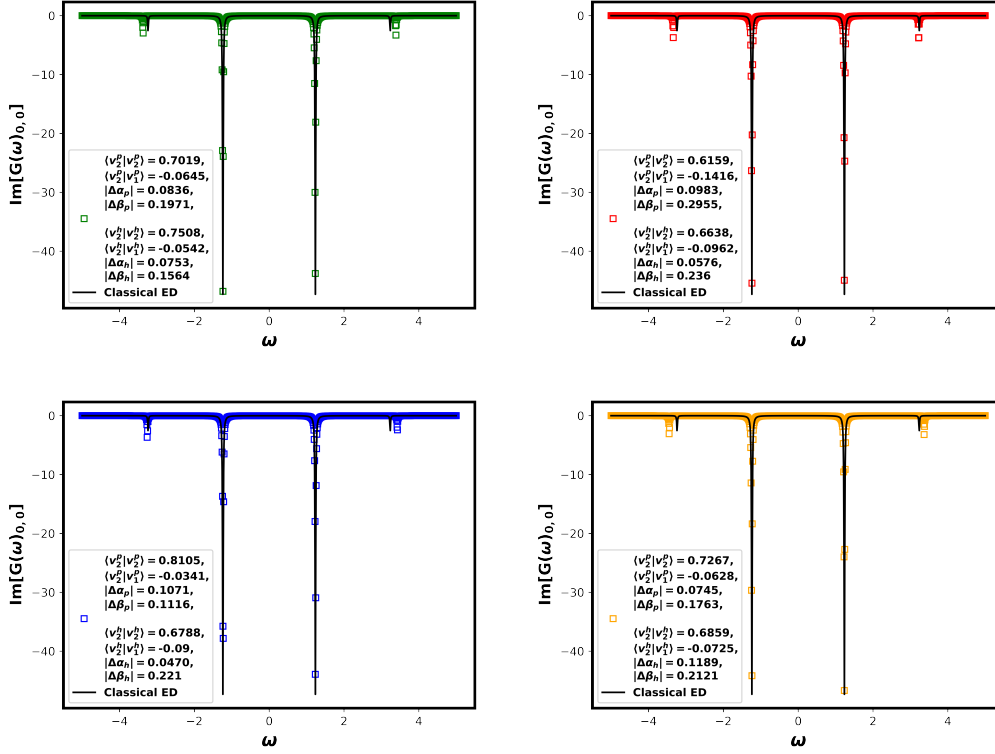 0
−10
−20
−30
−40
Im[G(ω)₀,₀]
⟨v₂ᵖ|v₂ᵖ⟩ = 0.7019,
⟨v₂ᵖ|v₁ᵖ⟩ = -0.0645,
|Δαₚ| = 0.0836,
|Δβₚ| = 0.1971,
⟨v₂ʰ|v₂ʰ⟩ = 0.7508,
⟨v₂ʰ|v₁ʰ⟩ = -0.0542,
|Δαₕ| = 0.0753,
|Δβₕ| = 0.1564
Classical ED
−4 −2 0 2 4
ω
0
−10
−20
−30
−40
Im[G(ω)₀,₀]
⟨v₂ᵖ|v₂ᵖ⟩ = 0.6159,
⟨v₂ᵖ|v₁ᵖ⟩ = -0.1416,
|Δαₚ| = 0.0983,
|Δβₚ| = 0.2955,
⟨v₂ʰ|v₂ʰ⟩ = 0.6638,
⟨v₂ʰ|v₁ʰ⟩ = -0.0962,
|Δαₕ| = 0.0576,
|Δβₕ| = 0.236
Classical ED
−4 −2 0 2 4
ω
0
−10
−20
−30
−40
Im[G(ω)₀,₀]
⟨v₂ᵖ|v₂ᵖ⟩ = 0.8105,
⟨v₂ᵖ|v₁ᵖ⟩ = -0.0341,
|Δαₚ| = 0.1071,
|Δβₚ| = 0.1116,
⟨v₂ʰ|v₂ʰ⟩ = 0.6788,
⟨v₂ʰ|v₁ʰ⟩ = -0.09,
|Δαₕ| = 0.0470,
|Δβₕ| = 0.221
Classical ED
−4 −2 0 2 4
ω
0
−10
−20
−30
−40
Im[G(ω)₀,₀]
⟨v₂ᵖ|v₂ᵖ⟩ = 0.7267,
⟨v₂ᵖ|v₁ᵖ⟩ = -0.0628,
|Δαₚ| = 0.0745,
|Δβₚ| = 0.1763,
⟨v₂ʰ|v₂ʰ⟩ = 0.6859,
⟨v₂ʰ|v₁ʰ⟩ = -0.0725,
|Δαₕ| = 0.1189,
|Δβₕ| = 0.2121,
Classical ED
−4 −2 0 2 4
ω